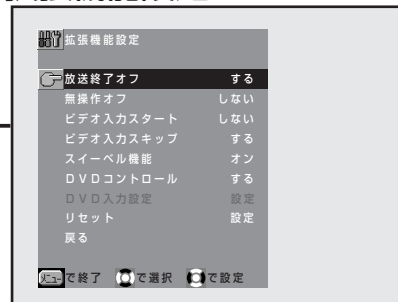 拡張機能設定
放送終了オフ する
無操作オフ しない
ビデオ入力スタート しない
ビデオ入力スキップ する
スイーベル機能 オン
ＤＶＤコントロール する
ＤＶＤ入力設定 設定
リセット 設定
戻る
メニューで終了 で選択 で設定